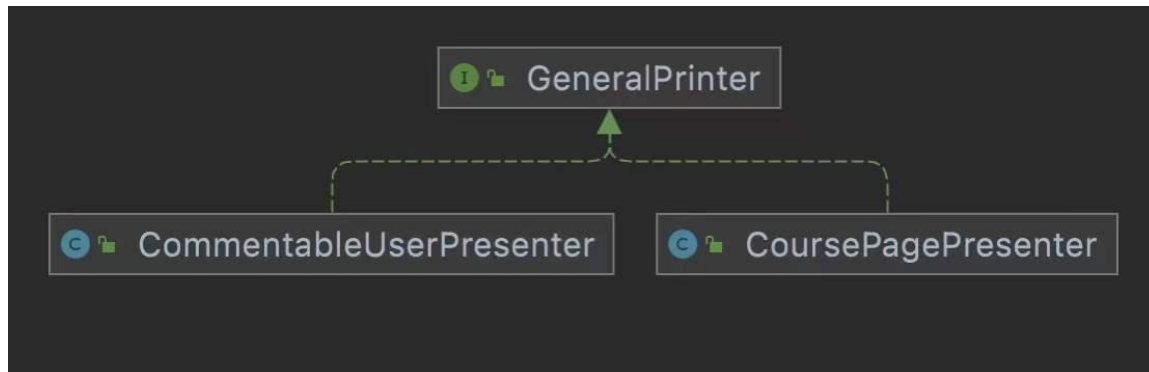 I GeneralPrinter
C CommentableUserPresenter
C CoursePagePresenter